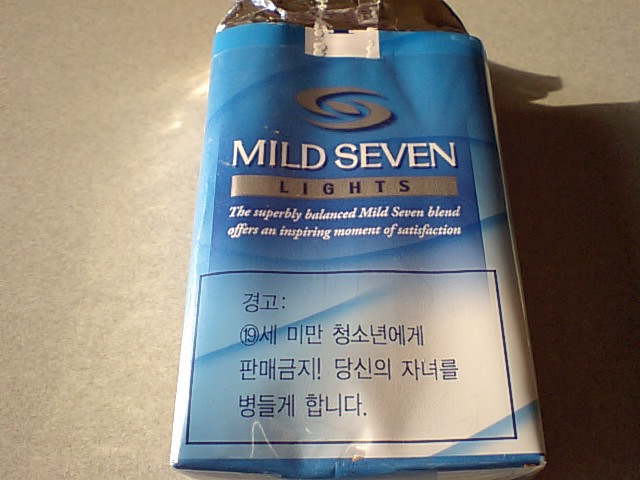 MILD SEVEN
LIGHTS
The superbly balanced Mild Seven blend
offers an inspiring moment of satisfaction
경고:
⑲세 미만 청소년에게
판매금지! 당신의 자녀를
병들게 합니다.